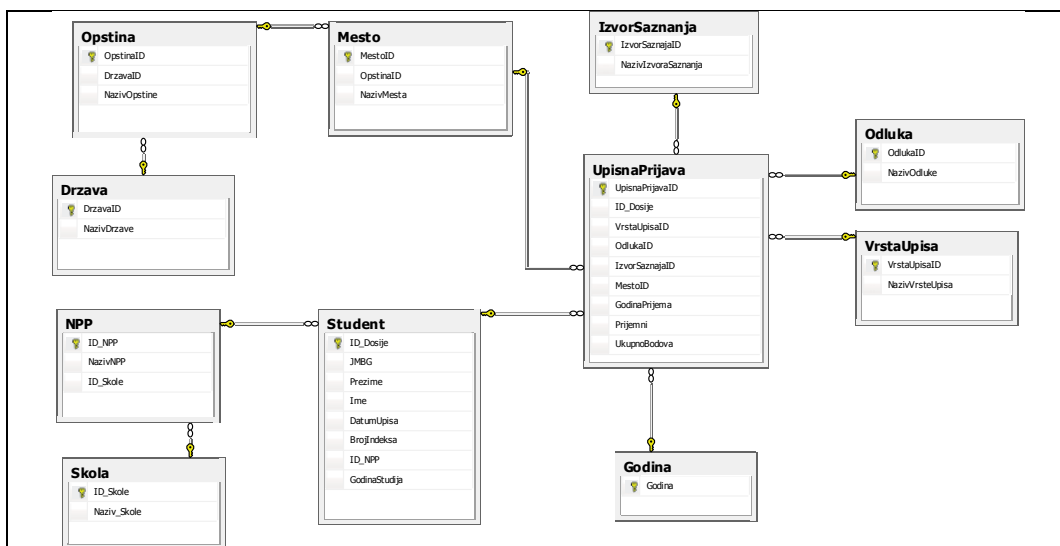 Opstina
OpstinaID
DrzavaID
NazivOpstine
Mesto
MestoID
OpstinaID
NazivMesta
IzvorSaznanja
IzvorSaznajaID
NazivIzvoraSaznanja
Drzava
DrzavaID
NazivDrzave
UpisnaPrijava
UpisnaPrijavaID
ID_Dosije
VrstaUpisaID
OdlukaID
IzvorSaznajaID
MestoID
GodinaPrijema
Prijemni
UkupnoBodova
Odluka
OdlukaID
NazivOdluke
VrstaUpisa
VrstaUpisaID
NazivVrsteUpisa
NPP
ID_NPP
NazivNPP
ID_Skole
Student
ID_Dosije
JMBG
Prezime
Ime
DatumUpisa
BrojIndeksa
ID_NPP
GodinaStudija
Skola
ID_Skole
Naziv_Skole
Godina
Godina